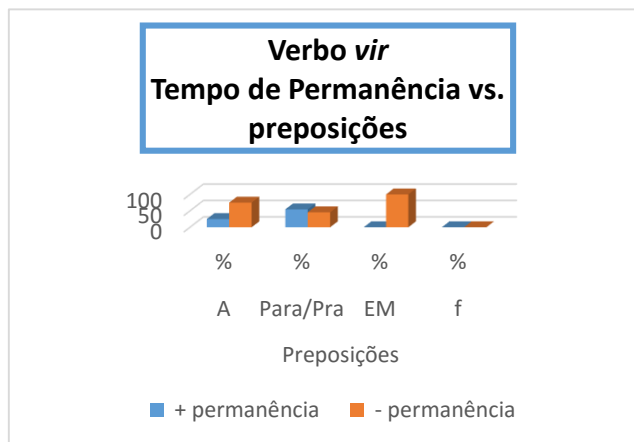 Verbo vir
Tempo de Permanência vs.
preposições
100
50
0
% % % %
A Para/Pra EM f
Preposições
+ permanência - permanência